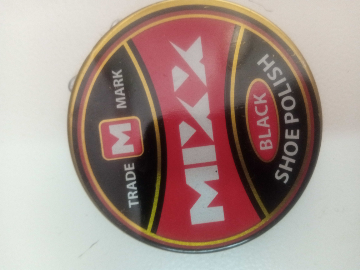 TRADE M MARK
MIXX
BLACK
SHOE POLISH